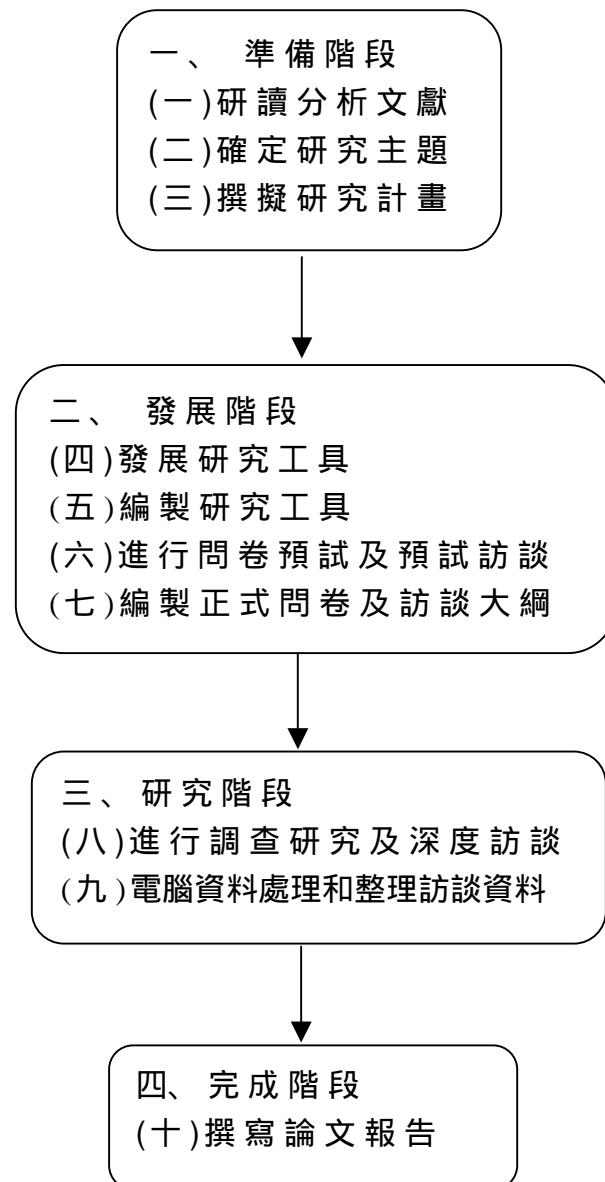 一、 準備階段
(一)研讀分析文獻
(二)確定研究主題
(三)撰擬研究計畫
二、 發展階段
(四)發展研究工具
(五)編製研究工具
(六)進行問卷預試及預試訪談
(七)編製正式問卷及訪談大綱
三、研究階段
(八)進行調查研究及深度訪談
(九)電腦資料處理和整理訪談資料
四、完成階段
(十)撰寫論文報告